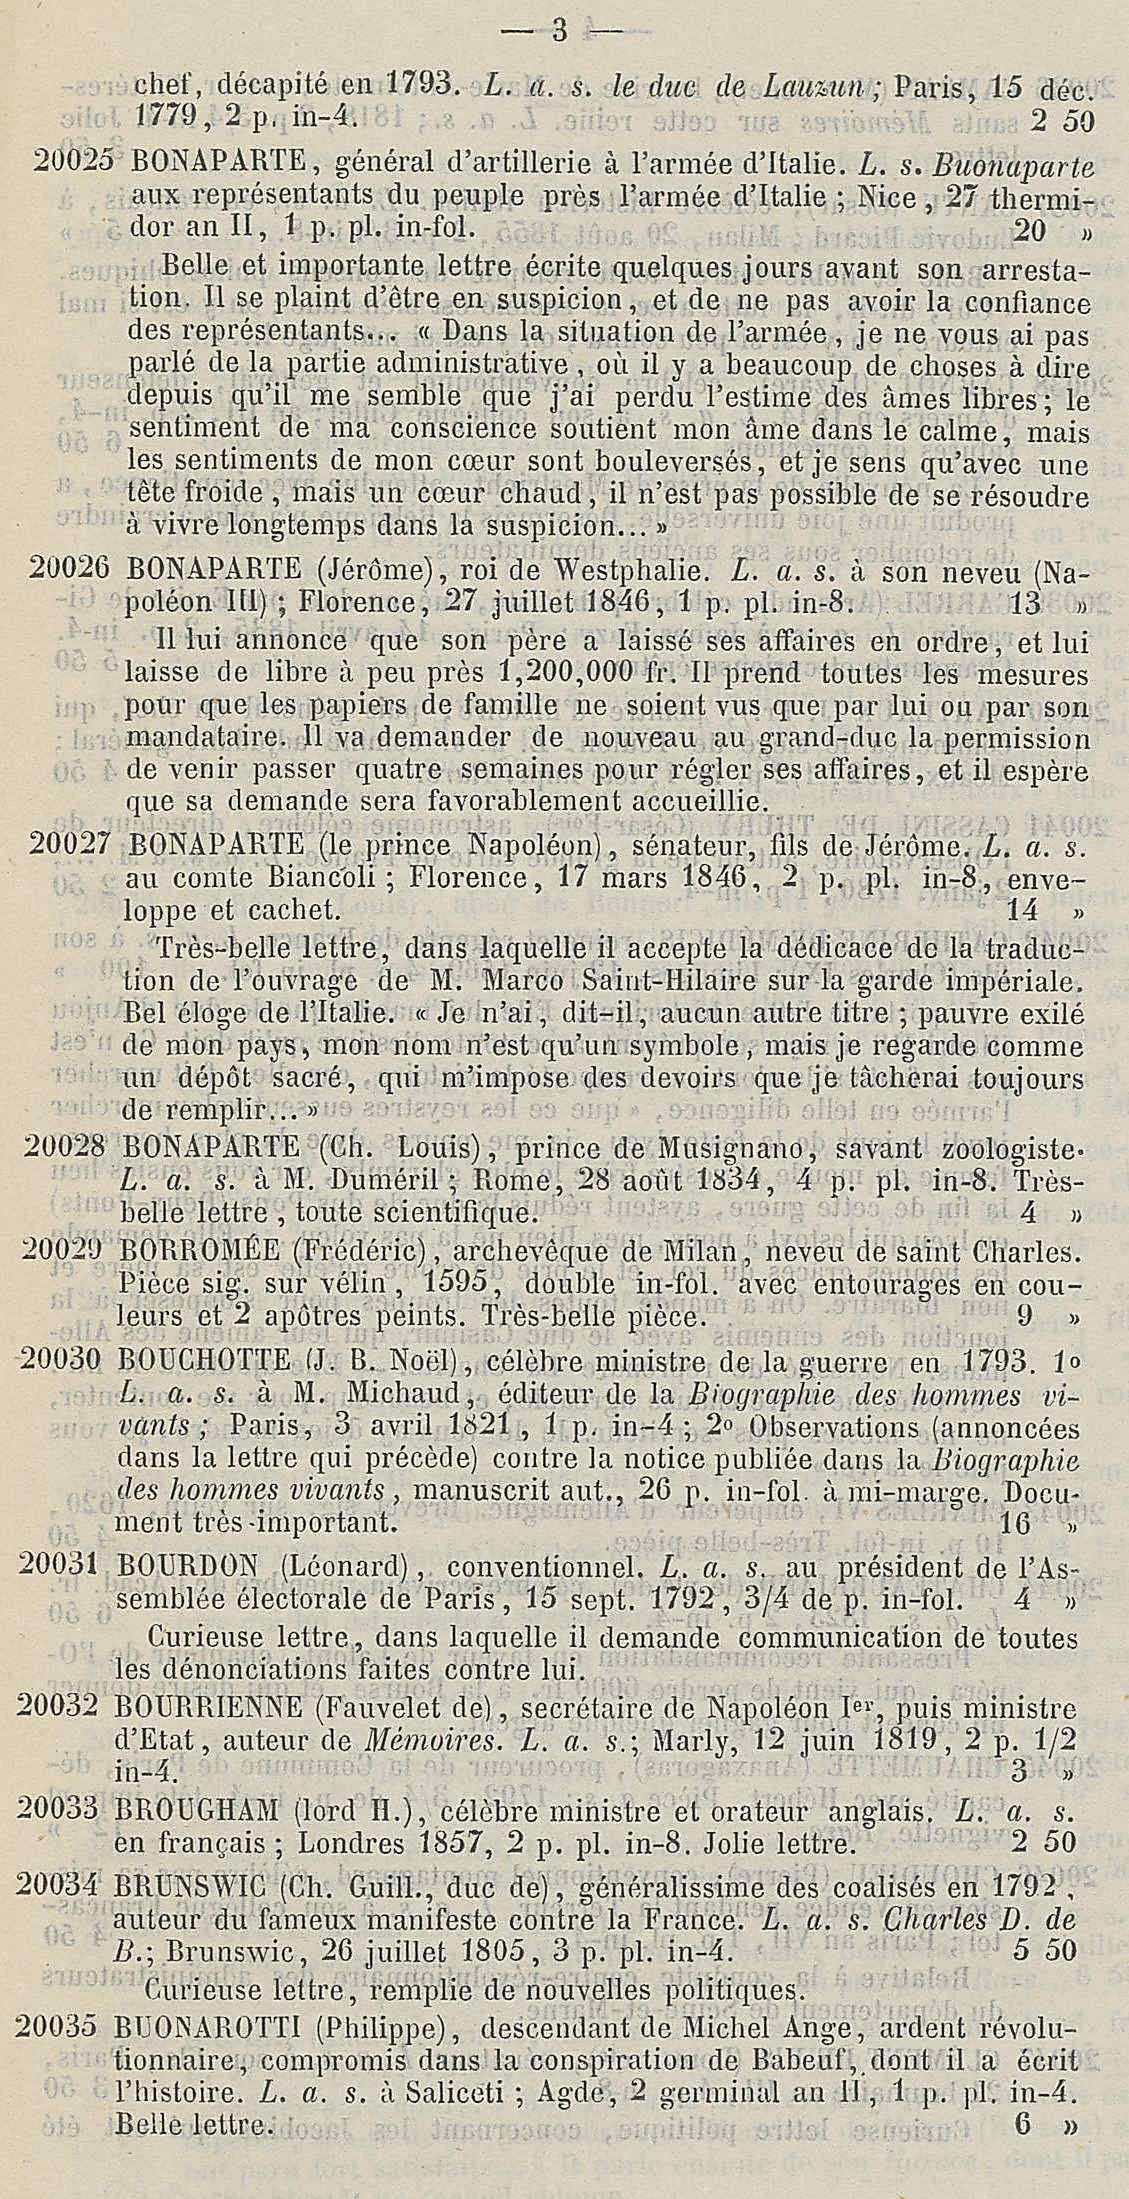 — 3 —
chef, décapité en 1793. L. a. s. le duc de Lauzun; Paris, 15 déc.
1779, 2 p. in-4. 2 50
20025 BONAPARTE, général d'artillerie à l'armée d'Italie. L. s. Buonaparte
aux représentants du peuple près l'armée d'Italie; Nice, 27 thermi-
dor an II, 1 p. pl. in-fol. 20 »
Belle et importante lettre écrite quelques jours avant son arresta-
tion. Il se plaint d'être en suspicion, et de ne pas avoir la confiance
des représentants... « Dans la situation de l'armée, je ne vous ai pas
parlé de la partie administrative, où il y a beaucoup de choses à dire
depuis qu'il me semble que j'ai perdu l'estime des âmes libres; le
sentiment de ma conscience soutient mon âme dans le calme, mais
les sentiments de mon cœur sont bouleversés, et je sens qu'avec une
tête froide, mais un cœur chaud, il n'est pas possible de se résoudre
à vivre longtemps dans la suspicion... »
20026 BONAPARTE (Jérôme), roi de Westphalie. L. a. s. à son neveu (Na-
poléon III); Florence, 27 juillet 1846, 1 p. pl. in-8. 13 »
Il lui annonce que son père a laissé ses affaires en ordre, et lui
laisse de libre à peu près 1,200,000 fr. Il prend toutes les mesures
pour que les papiers de famille ne soient vus que par lui ou par son
mandataire. Il va demander de nouveau au grand-duc la permission
de venir passer quatre semaines pour régler ses affaires, et il espère
que sa demande sera favorablement accueillie.
20027 BONAPARTE (le prince Napoléon), sénateur, fils de Jérôme. L. a. s.
au comte Biancoli; Florence, 17 mars 1846, 2 p. pl. in-8, enve-
loppe et cachet. 14 »
Très-belle lettre, dans laquelle il accepte la dédicace de la traduc-
tion de l'ouvrage de M. Marco Saint-Hilaire sur la garde impériale.
Bel éloge de l'Italie. « Je n'ai, dit-il, aucun autre titre; pauvre exilé
de mon pays, mon nom n'est qu'un symbole, mais je regarde comme
un dépôt sacré, qui m'impose des devoirs que je tâcherai toujours
de remplir... »
20028 BONAPARTE (Ch. Louis), prince de Musignano, savant zoologiste.
L. a. s. à M. Duméril; Rome, 28 août 1834, 4 p. pl. in-8. Très-
belle lettre, toute scientifique. 4 »
20029 BORROMÉE (Frédéric), archevêque de Milan, neveu de saint Charles.
Pièce sig. sur vélin, 1595, double in-fol. avec entourages en cou-
leurs et 2 apôtres peints. Très-belle pièce. 9 »
20030 BOUCHOTTE (J. B. Noël), célèbre ministre de la guerre en 1793. 1º
L. a. s. à M. Michaud, éditeur de la Biographie des hommes vi-
vants; Paris, 3 avril 1821, 1 p. in-4; 2º Observations (annoncées
dans la lettre qui précède) contre la notice publiée dans la Biographie
des hommes vivants, manuscrit aut., 26 p. in-fol. à mi-marge. Docu-
ment très-important. 16 »
20031 BOURDON (Léonard), conventionnel. L. a. s. au président de l'As-
semblée électorale de Paris, 15 sept. 1792, 3/4 de p. in-fol. 4 »
Curieuse lettre, dans laquelle il demande communication de toutes
les dénonciations faites contre lui.
20032 BOURRIENNE (Fauvelet de), secrétaire de Napoléon Ier, puis ministre
d'Etat, auteur de Mémoires. L. a. s.; Marly, 12 juin 1819, 2 p. 1/2
in-4. 3 »
20033 BROUGHAM (lord H.), célèbre ministre et orateur anglais. L. a. s.
en français; Londres 1857, 2 p. pl. in-8. Jolie lettre. 2 50
20034 BRUNSWIC (Ch. Guill., duc de), généralissime des coalisés en 1792,
auteur du fameux manifeste contre la France. L. a. s. Charles D. de
B.; Brunswic, 26 juillet 1805, 3 p. pl. in-4. 5 50
Curieuse lettre, remplie de nouvelles politiques.
20035 BUONAROTTI (Philippe), descendant de Michel Ange, ardent révolu-
tionnaire, compromis dans la conspiration de Babeuf, dont il a écrit
l'histoire. L. a. s. à Saliceti; Agde, 2 germinal an II, 1 p. pl. in-4.
Belle lettre. 6 »